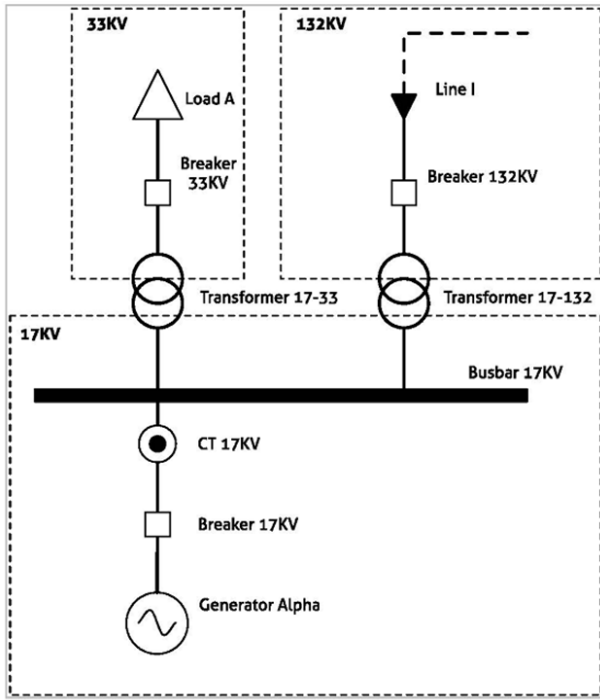 33KV
132KV
Load A
Line I
Breaker
33KV
Breaker 132KV
Transformer 17-33
Transformer 17-132
17KV
Busbar 17KV
CT 17KV
Breaker 17KV
Generator Alpha